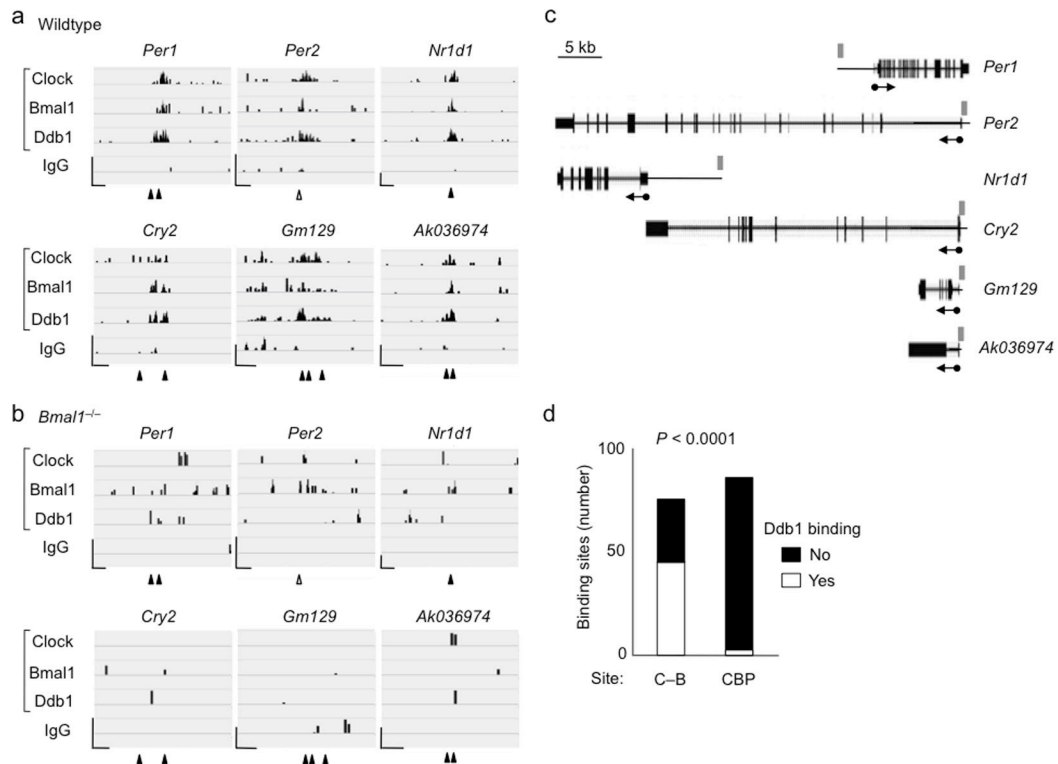 a Wildtype
Per1 Per2 Nr1d1
Clock
Bmal1
Ddb1
IgG
Cry2 Gm129 Ak036974
Clock
Bmal1
Ddb1
IgG
b Bmal1–/–
Per1 Per2 Nr1d1
Clock
Bmal1
Ddb1
IgG
Cry2 Gm129 Ak036974
Clock
Bmal1
Ddb1
IgG
c
5 kb
Per1
Per2
Nr1d1
Cry2
Gm129
Ak036974
d
P < 0.0001
100
50
0
Binding sites (number)
Ddb1 binding
No
Yes
Site: C–B CBP